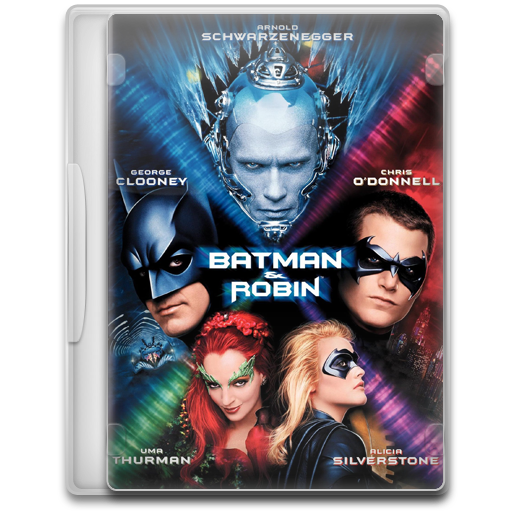 ARNOLD
SCHWARZENEGGER
GEORGE
CLOONEY
CHRIS
O'DONNELL
BATMAN
&
ROBIN
UMA
THURMAN
ALICIA
SILVERSTONE